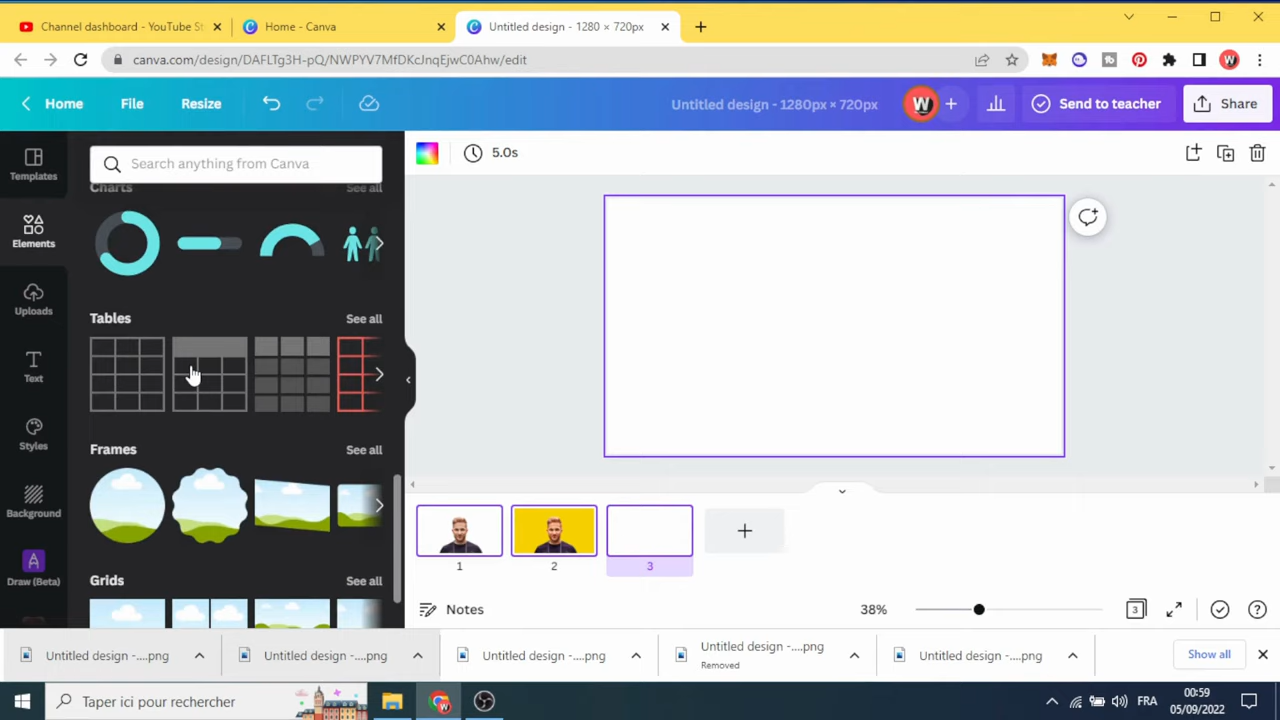 Channel dashboard - YouTube St
Home - Canva
Untitled design - 1280 × 720px
canva.com/design/DAFLTg3H-pQ/NWPYV7MfDKcJnqEjwC0Ahw/edit
W
Home
File
Resize
Untitled design - 1280px × 720px
W
Send to teacher
Share
Templates
Elements
Uploads
Text
Styles
Background
Draw (Beta)
Search anything from Canva
Charts
See all
Tables
See all
Frames
See all
Grids
See all
5.0s
1
2
3
Notes
38%
3
Untitled design -....png
Untitled design -....png
Untitled design -....png
Untitled design -....png
Removed
Untitled design -....png
Show all
Taper ici pour rechercher
FRA
00:59
05/09/2022